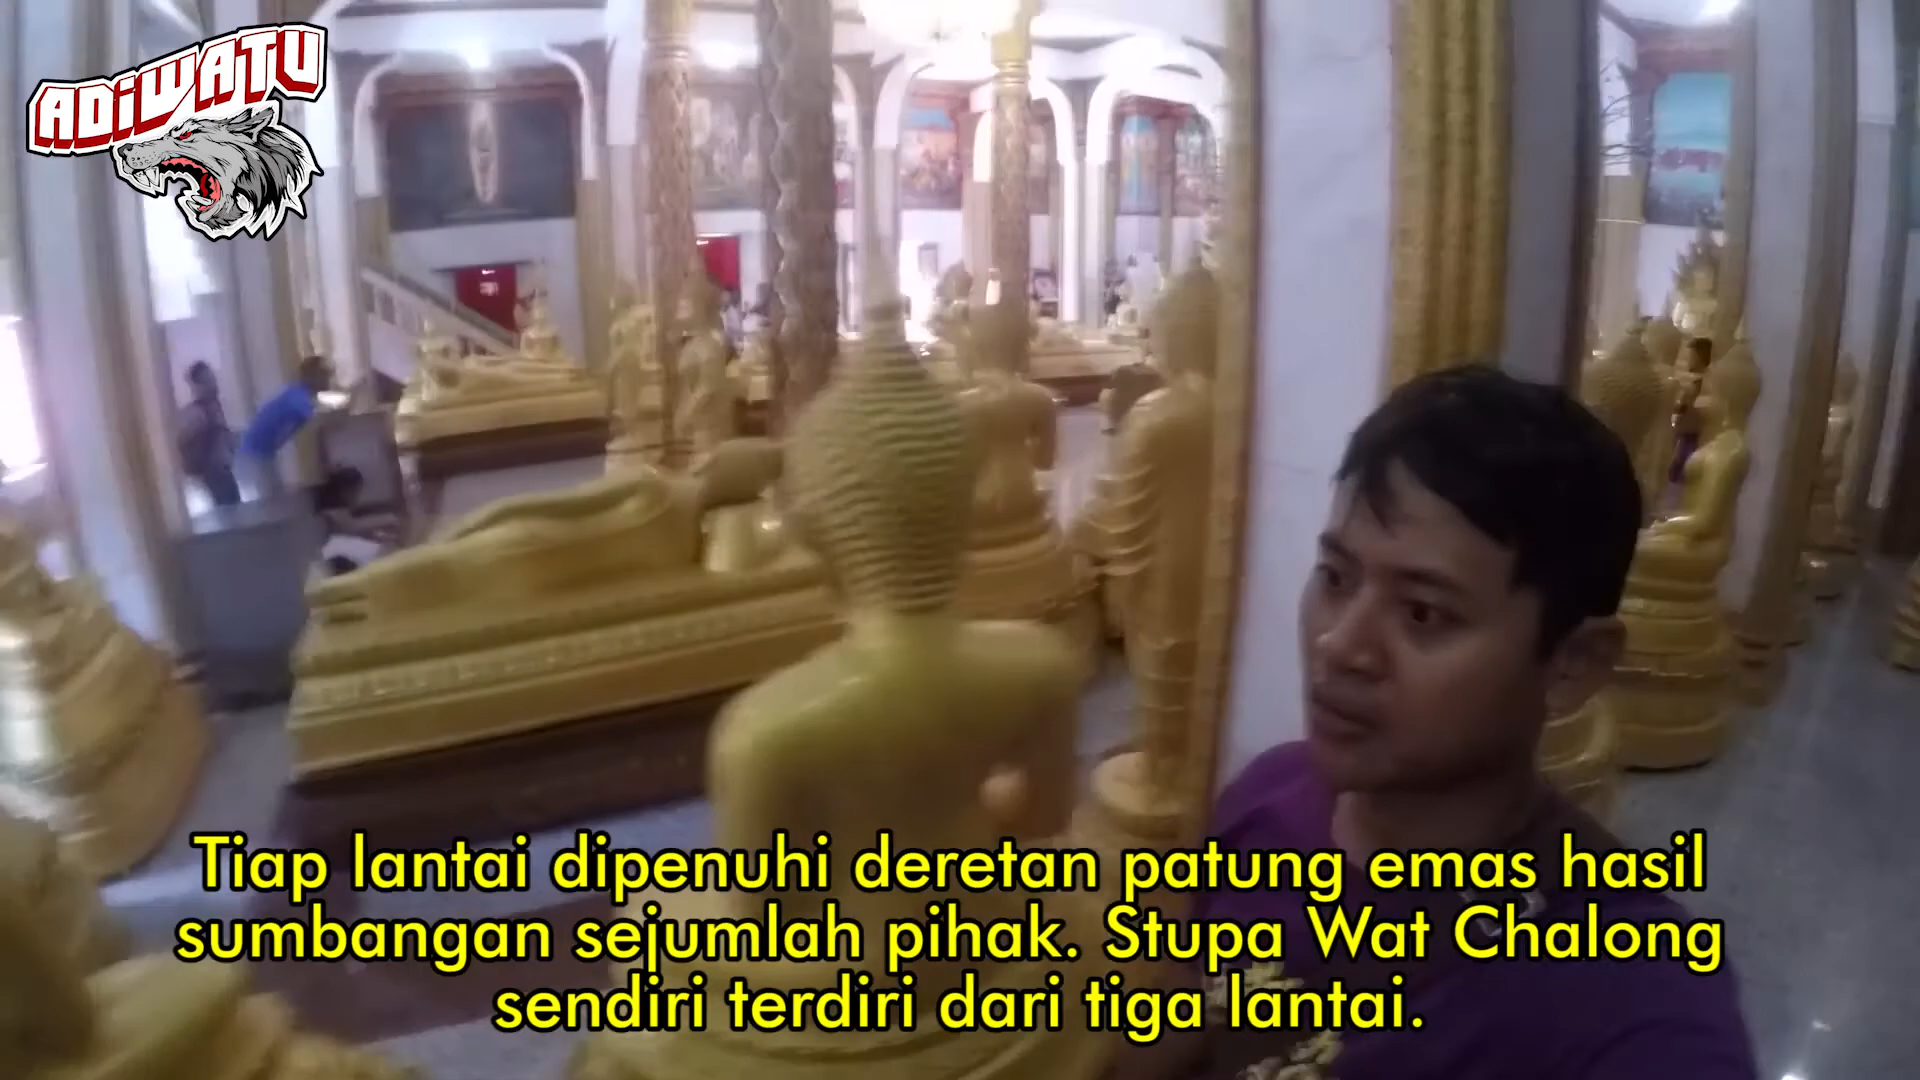 ADiWATU
Tiap lantai dipenuhi deretan patung emas hasil
sumbangan sejumlah pihak. Stupa Wat Chalong
sendiri terdiri dari tiga lantai.